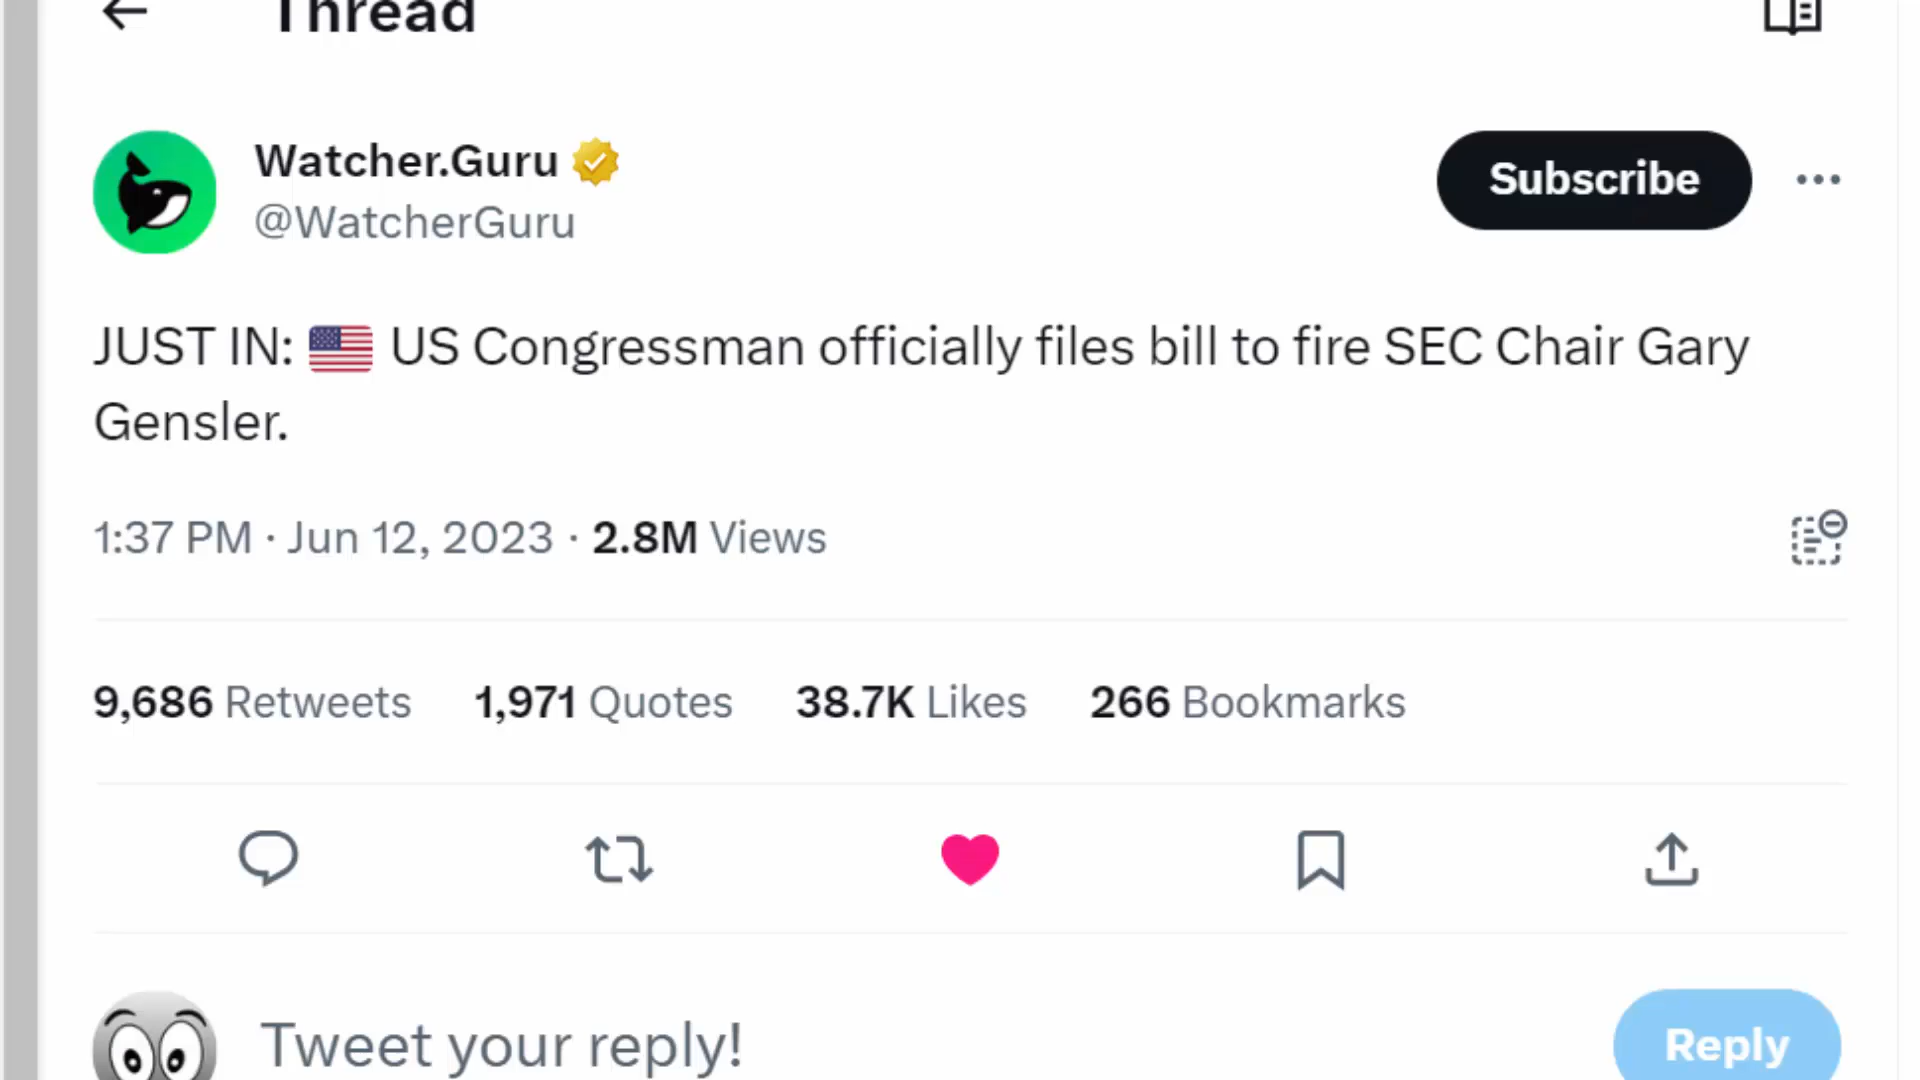 Thread
Watcher.Guru
Subscribe
@WatcherGuru
JUST IN: 🇺🇸 US Congressman officially files bill to fire SEC Chair Gary
Gensler.
1:37 PM · Jun 12, 2023 · 2.8M Views
9,686 Retweets 1,971 Quotes 38.7K Likes 266 Bookmarks
Tweet your reply!
Reply